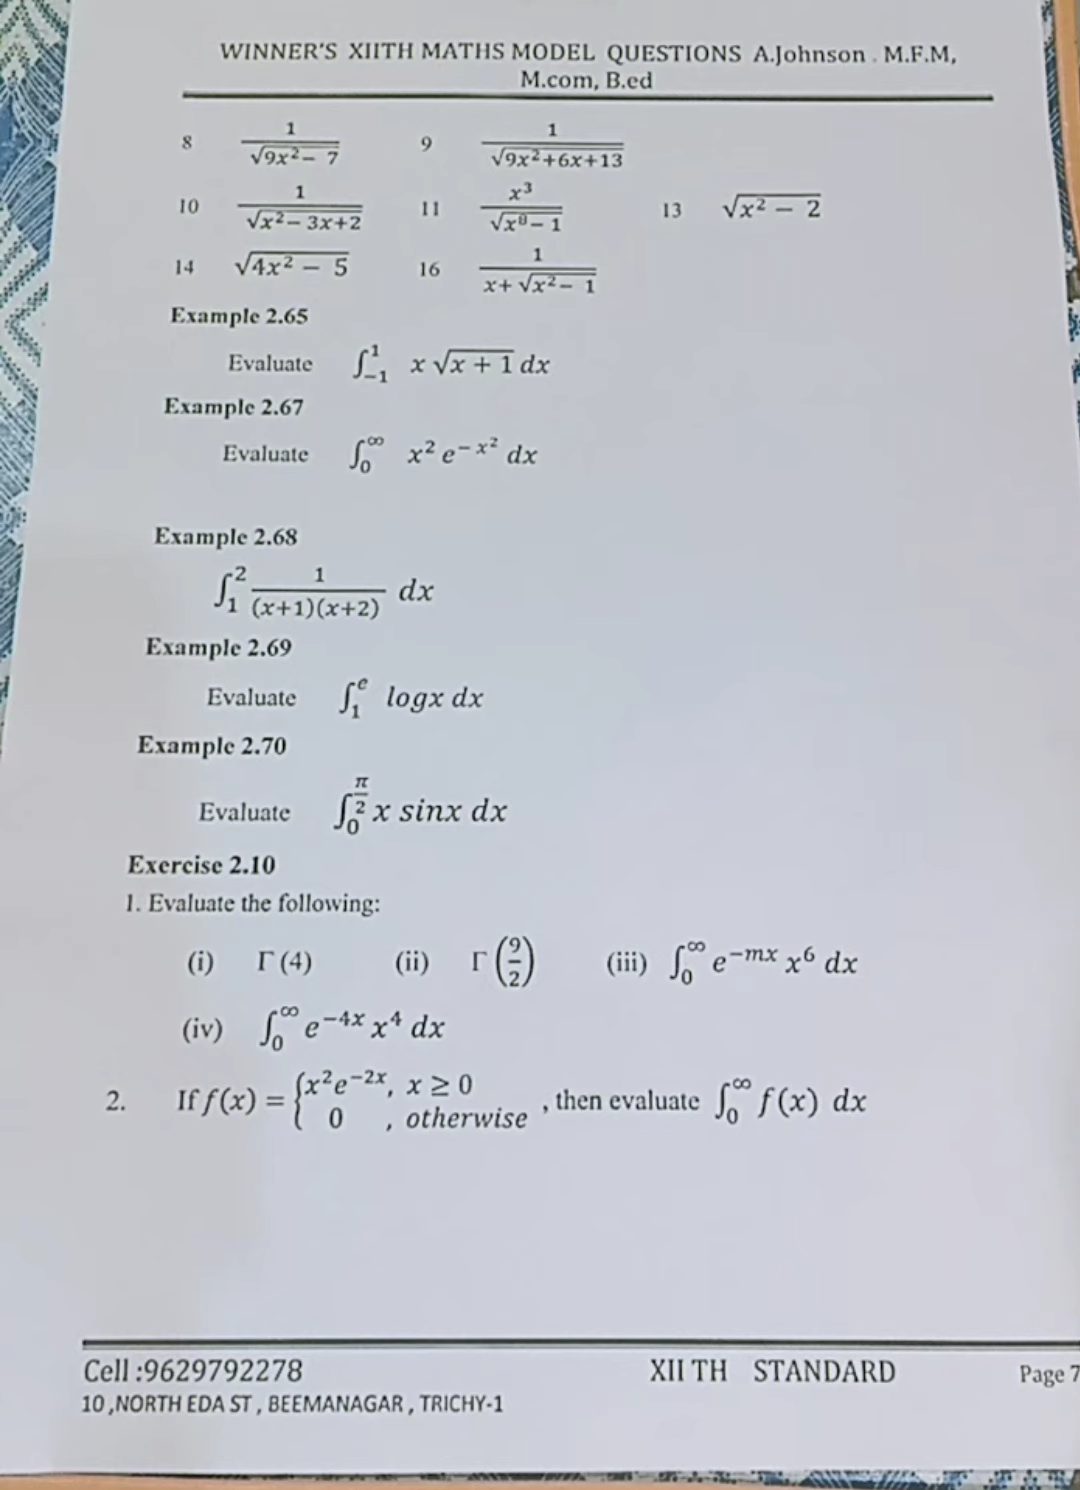 WINNER'S XIITH MATHS MODEL QUESTIONS A.Johnson . M.F.M,
M.com, B.ed
8 1/√(9x² − 7) 9 1/√(9x²+6x+13)
10 1/√(x² − 3x+2) 11 x³/√(x⁸ − 1) 13 √(x² − 2)
14 √(4x² − 5) 16 1/(x+ √(x² − 1))
Example 2.65
Evaluate ∫₋₁¹ x √(x + 1) dx
Example 2.67
Evaluate ∫₀^∞ x² e^(−x²) dx
Example 2.68
∫₁² 1/((x+1)(x+2)) dx
Example 2.69
Evaluate ∫₁^e logx dx
Example 2.70
Evaluate ∫₀^(π/2) x sinx dx
Exercise 2.10
1. Evaluate the following:
(i) Γ (4) (ii) Γ (9/2) (iii) ∫₀^∞ e^(−mx) x⁶ dx
(iv) ∫₀^∞ e^(−4x) x⁴ dx
2. If f(x) = {x²e^(−2x), x ≥ 0
0 , otherwise , then evaluate ∫₀^∞ f(x) dx
Cell :9629792278 XII TH STANDARD Page 7
10 ,NORTH EDA ST , BEEMANAGAR , TRICHY-1